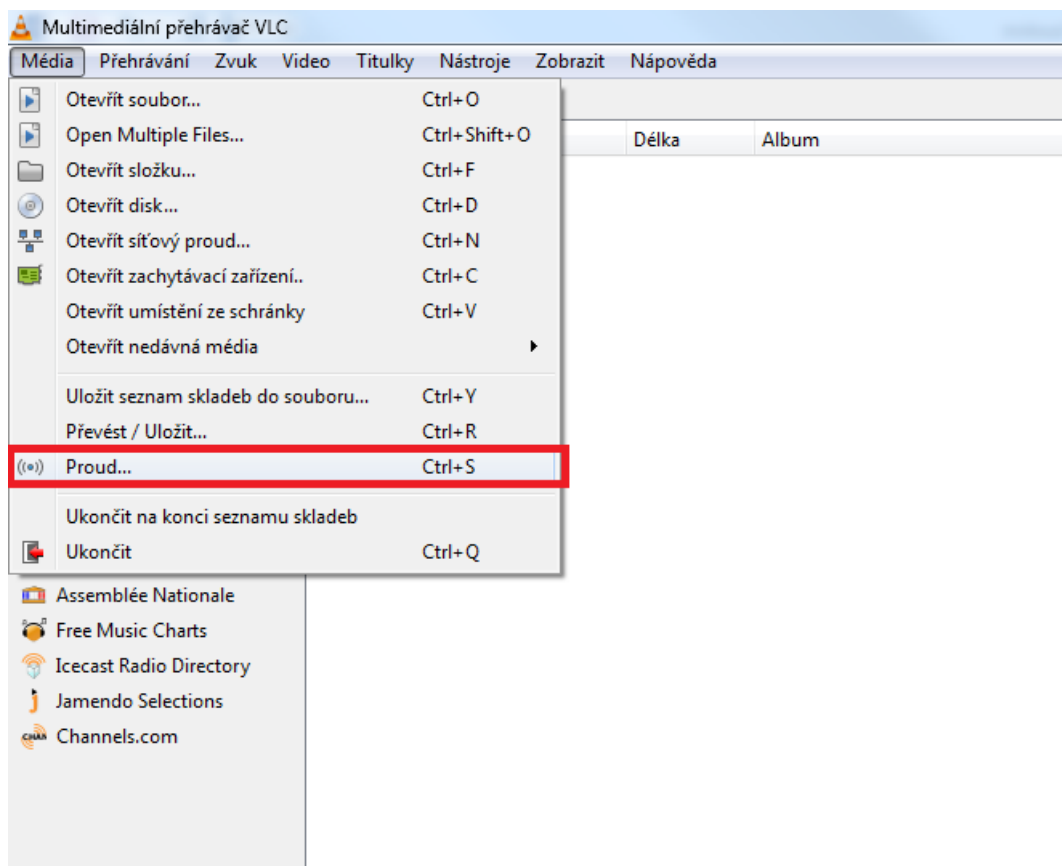 Multimediální přehrávač VLC
Média Přehrávání Zvuk Video Titulky Nástroje Zobrazit Nápověda
Otevřít soubor... Ctrl+O
Open Multiple Files... Ctrl+Shift+O
Délka Album
Otevřít složku... Ctrl+F
Otevřít disk... Ctrl+D
Otevřít síťový proud... Ctrl+N
Otevřít zachytávací zařízení.. Ctrl+C
Otevřít umístění ze schránky Ctrl+V
Otevřít nedávná média
Uložit seznam skladeb do souboru... Ctrl+Y
Převést / Uložit... Ctrl+R
Proud... Ctrl+S
Ukončit na konci seznamu skladeb
Ukončit Ctrl+Q
Assemblée Nationale
Free Music Charts
Icecast Radio Directory
Jamendo Selections
Channels.com